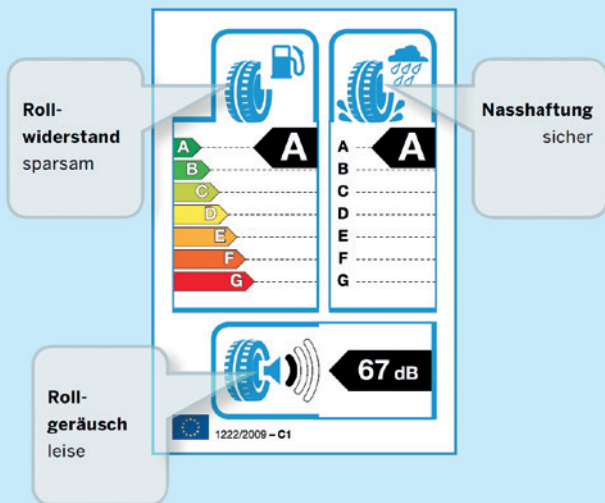 Roll-
widerstand
sparsam
Nasshaftung
sicher
A
B
C
D
E
F
G
A
A
B
C
D
E
F
G
A
67 dB
Roll-
geräusch
leise
1222/2009 – C1